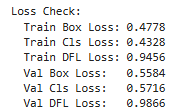 Loss Check:
Train Box Loss: 0.4778
Train Cls Loss: 0.4328
Train DFL Loss: 0.9456
Val Box Loss: 0.5584
Val Cls Loss: 0.5716
Val DFL Loss: 0.9866